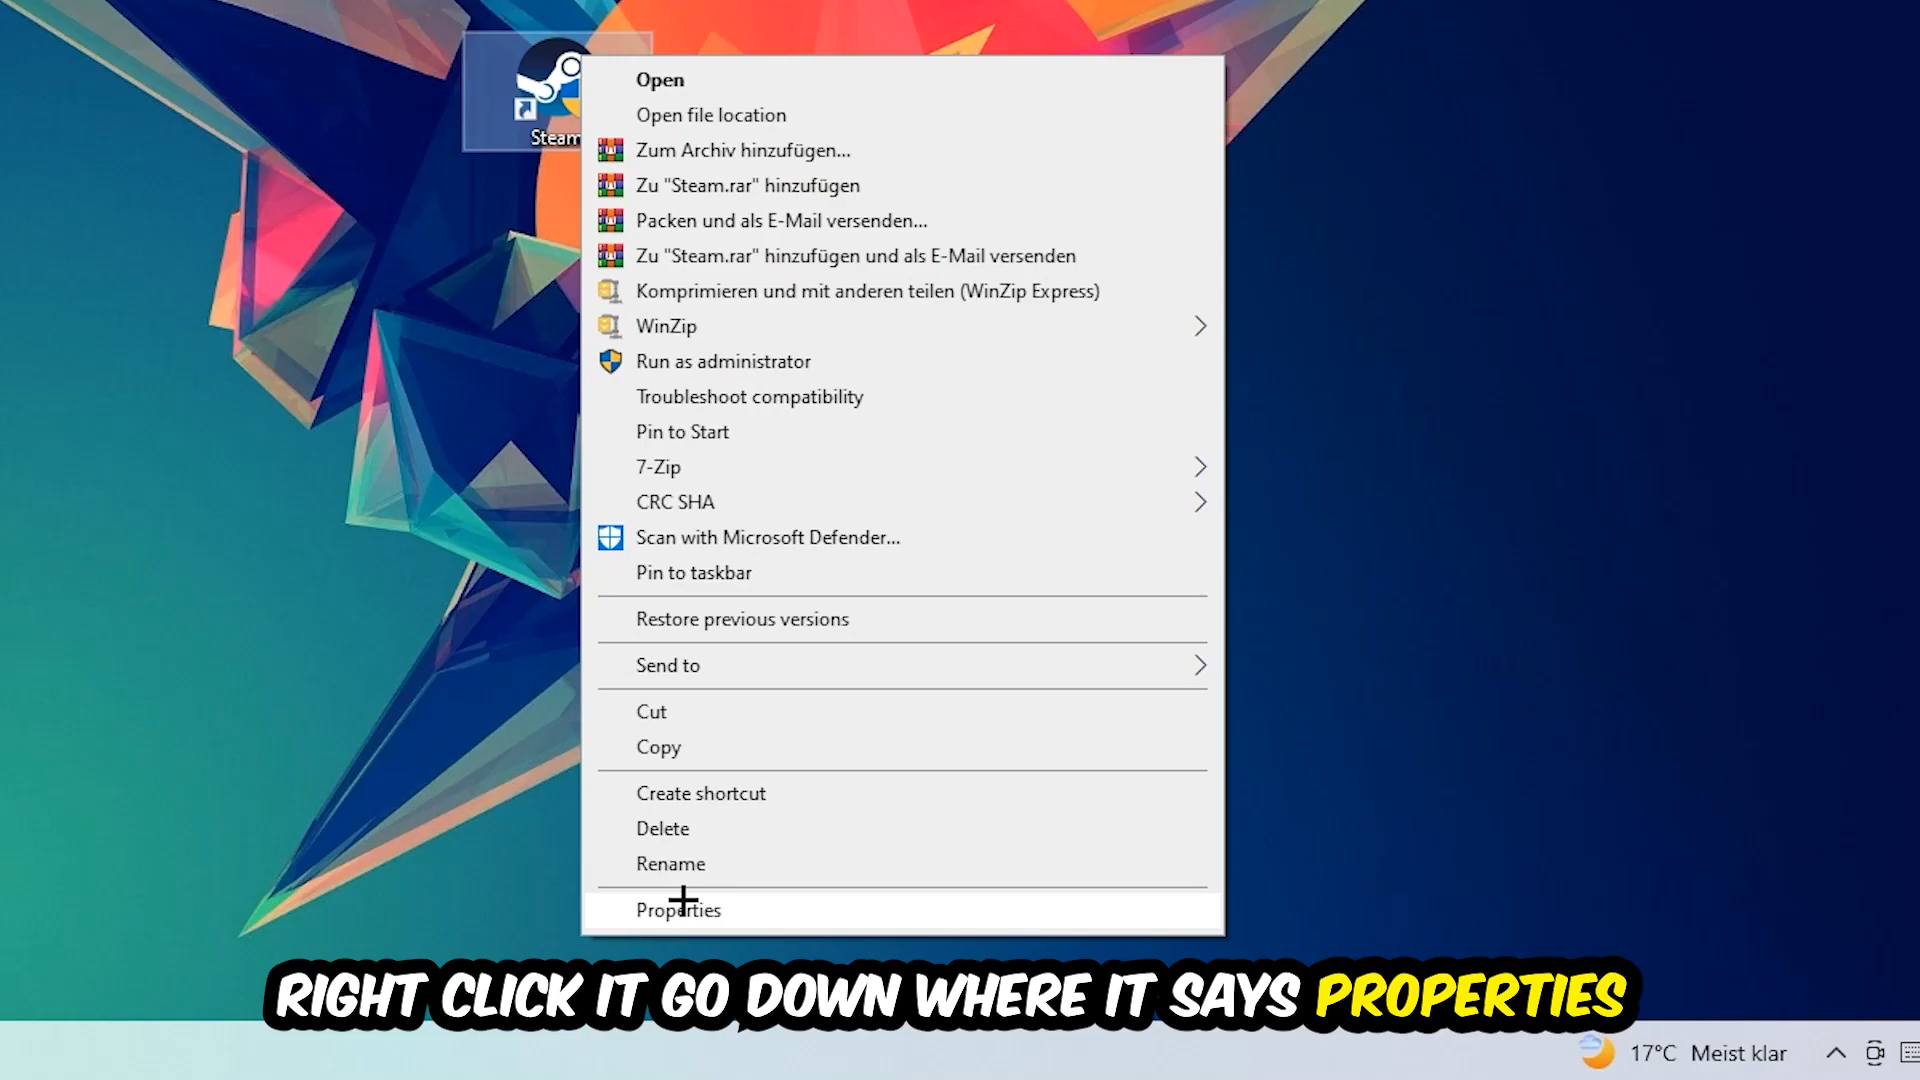 Steam
Open
Open file location
Zum Archiv hinzufügen...
Zu "Steam.rar" hinzufügen
Packen und als E-Mail versenden...
Zu "Steam.rar" hinzufügen und als E-Mail versenden
Komprimieren und mit anderen teilen (WinZip Express)
WinZip
Run as administrator
Troubleshoot compatibility
Pin to Start
7-Zip
CRC SHA
Scan with Microsoft Defender...
Pin to taskbar
Restore previous versions
Send to
Cut
Copy
Create shortcut
Delete
Rename
Properties
RIGHT CLICK IT GO DOWN WHERE IT SAYS PROPERTIES
17°C Meist klar